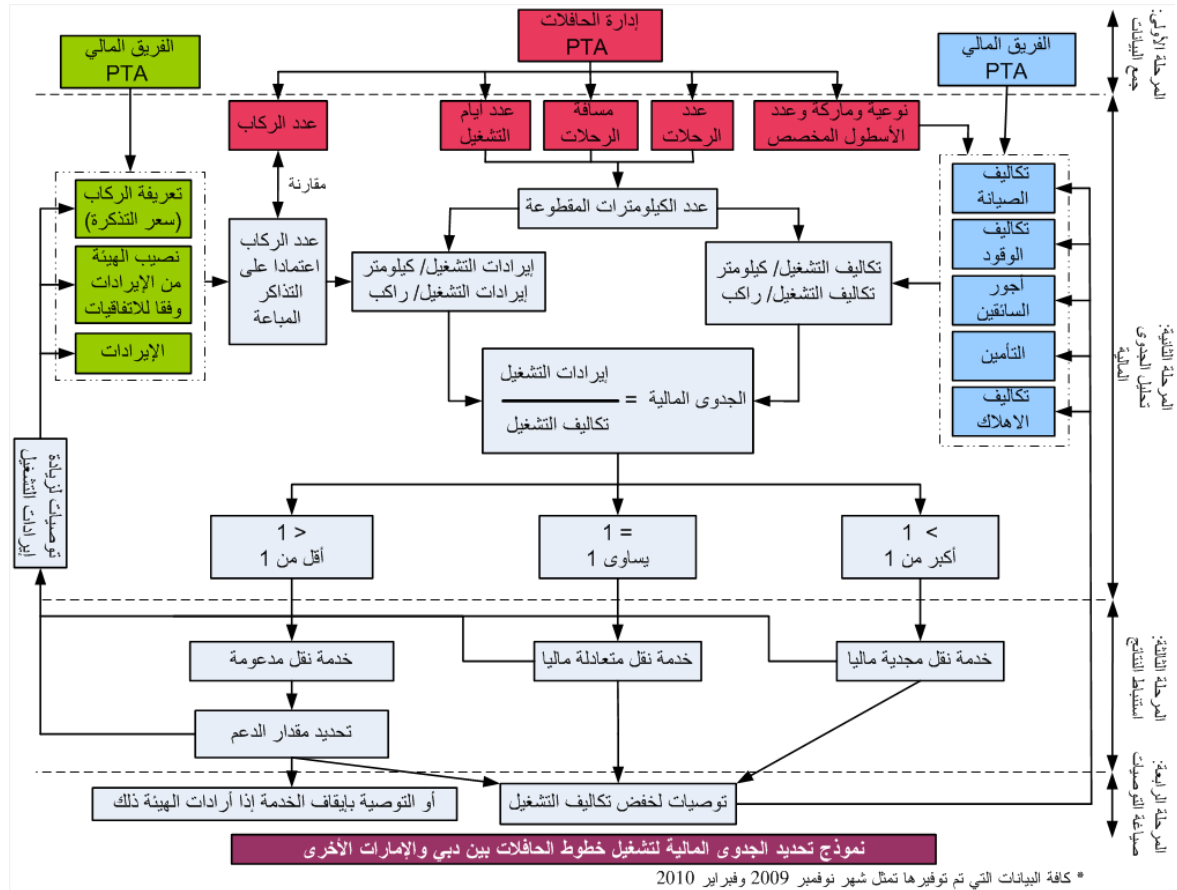 المرحلة الأولى:
جمع البيانات
الفريق المالي
PTA
إدارة الحافلات
PTA
الفريق المالي
PTA
المرحلة الثانية:
تحليل الجدوى
المالية
نوعية وماركة وعدد
الأسطول المخصص
عدد
الرحلات
مسافة
الرحلات
عدد أيام
التشغيل
عدد الركاب
مقارنة
تكاليف
الصيانة
تكاليف
الوقود
أجور
السائقين
التأمين
تكاليف
الاهلاك
عدد الكيلومترات المقطوعة
تكاليف التشغيل/ كيلومتر
تكاليف التشغيل/ راكب
إيرادات التشغيل/ كيلومتر
إيرادات التشغيل/ راكب
عدد الركاب
اعتمادا على
التذاكر
المباعة
تعريفة الركاب
(سعر التذكرة)
نصيب الهيئة
من الإيرادات
وفقا للاتفاقيات
الإيرادات
إيرادات التشغيل
الجدوى المالية =
تكاليف التشغيل
توصيات لزيادة
إيرادات التشغيل
1 <
أكبر من 1
1 =
يساوى 1
1 >
أقل من 1
المرحلة الثالثة:
استنباط النتائج
خدمة نقل مجدية ماليا
خدمة نقل متعادلة ماليا
خدمة نقل مدعومة
تحديد مقدار الدعم
المرحلة الرابعة:
صياغة التوصيات
توصيات لخفض تكاليف التشغيل
أو التوصية بإيقاف الخدمة إذا أرادات الهيئة ذلك
نموذج تحديد الجدوى المالية لتشغيل خطوط الحافلات بين دبي والإمارات الأخرى
* كافة البيانات التي تم توفيرها تمثل شهر نوفمبر 2009 وفبراير 2010